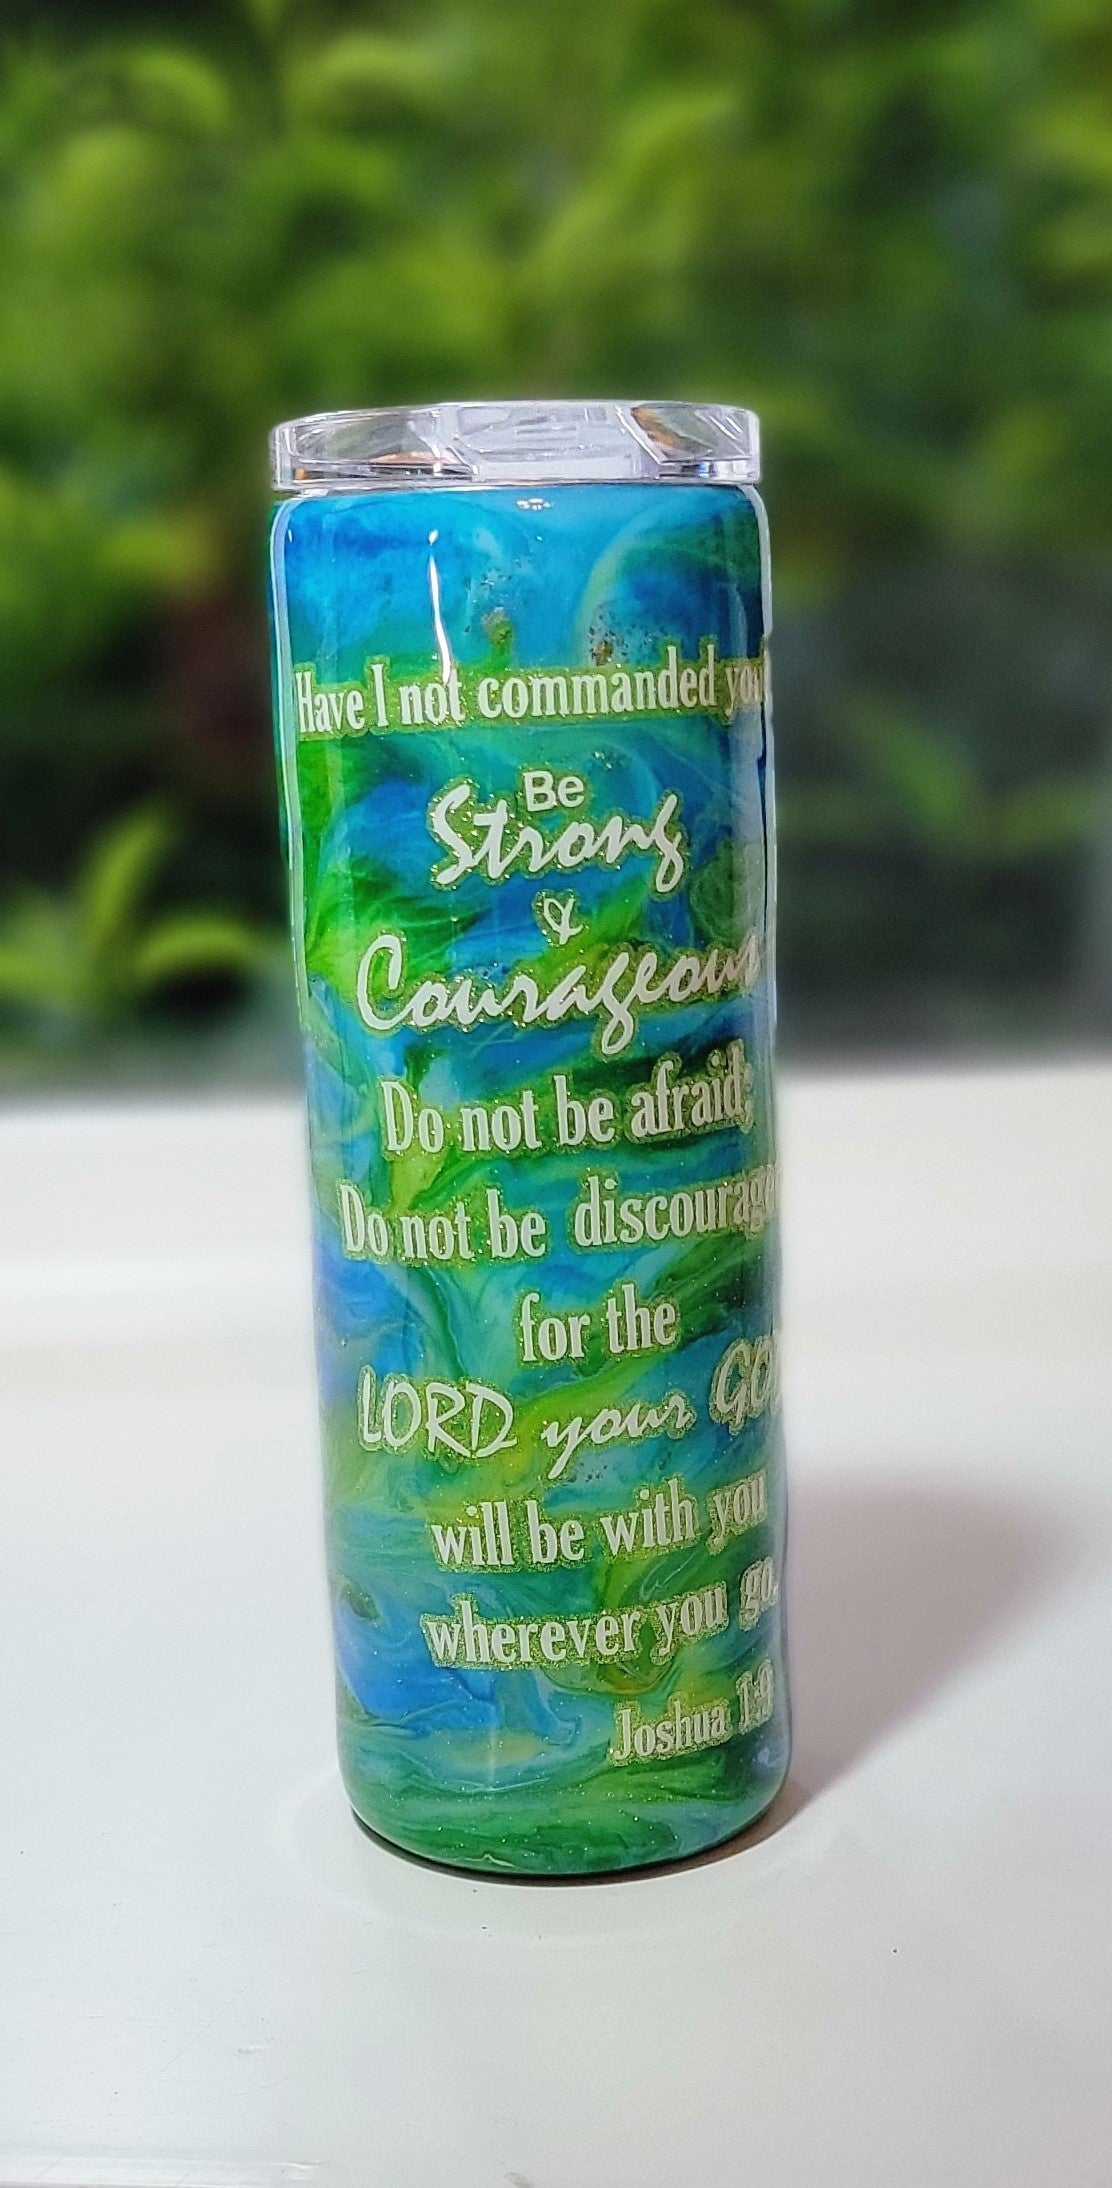 Have I not commanded you
Be
Strong
&
Courageous
Do not be afraid;
Do not be discourage
for the
LORD your GO
will be with you
wherever you go.
Joshua 1:9